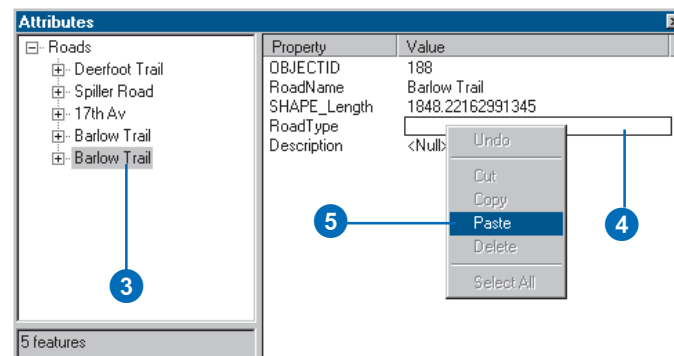 Attributes
Roads
Deerfoot Trail
Spiller Road
17th Av
Barlow Trail
Barlow Trail
3
5 features
Property Value
OBJECTID 188
RoadName Barlow Trail
SHAPE_Length 1848.22162991345
RoadType
Description <Null>
Undo
Cut
Copy
Paste
Delete
Select All
5
4